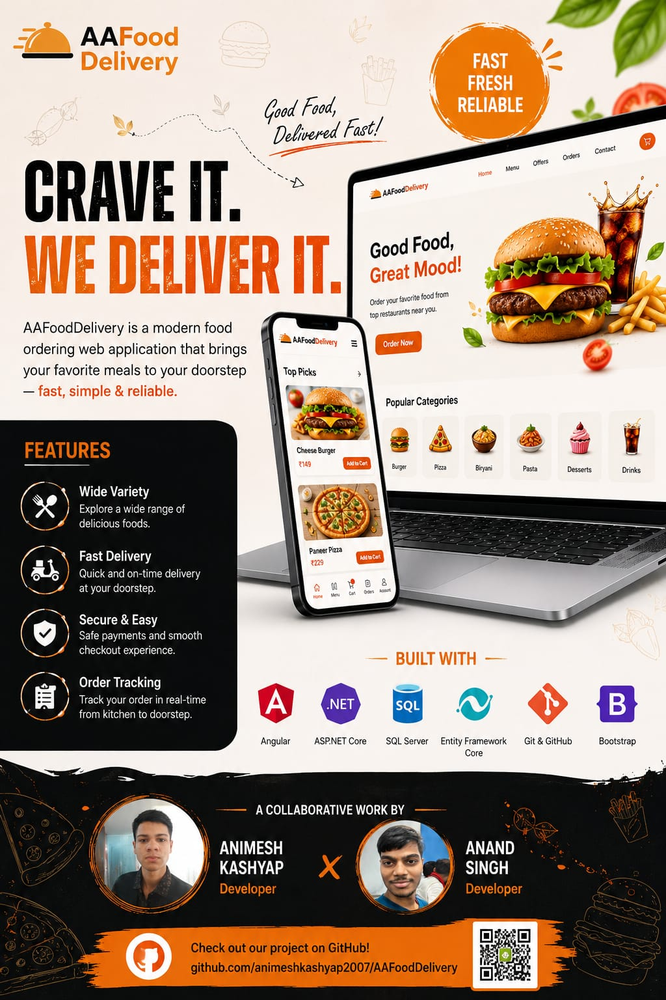 AAFood
Delivery
FAST
FRESH
RELIABLE
Good Food,
Delivered Fast!
CRAVE IT.
WE DELIVER IT.
AAFoodDelivery is a modern food
ordering web application that brings
your favorite meals to your doorstep
— fast, simple & reliable.
AAFoodDelivery
Home Menu Offers Orders Contact
Good Food,
Great Mood!
Order your favorite food from
top restaurants near you.
Order Now
Popular Categories
Burger Pizza Biryani Pasta Desserts Drinks
AAFoodDelivery
Top Picks
Cheese Burger
₹149 Add to Cart
Paneer Pizza
₹229 Add to Cart
Home Menu Cart Orders Account
FEATURES
Wide Variety
Explore a wide range of
delicious foods.
Fast Delivery
Quick and on-time delivery
at your doorstep.
Secure & Easy
Safe payments and smooth
checkout experience.
Order Tracking
Track your order in real-time
from kitchen to doorstep.
BUILT WITH
A .NET SQL B
Angular ASP.NET Core SQL Server Entity Framework Core Git & GitHub Bootstrap
A COLLABORATIVE WORK BY
ANIMESH
KASHYAP
Developer
X
ANAND
SINGH
Developer
Check out our project on GitHub!
github.com/animeshkashyap2007/AAFoodDelivery